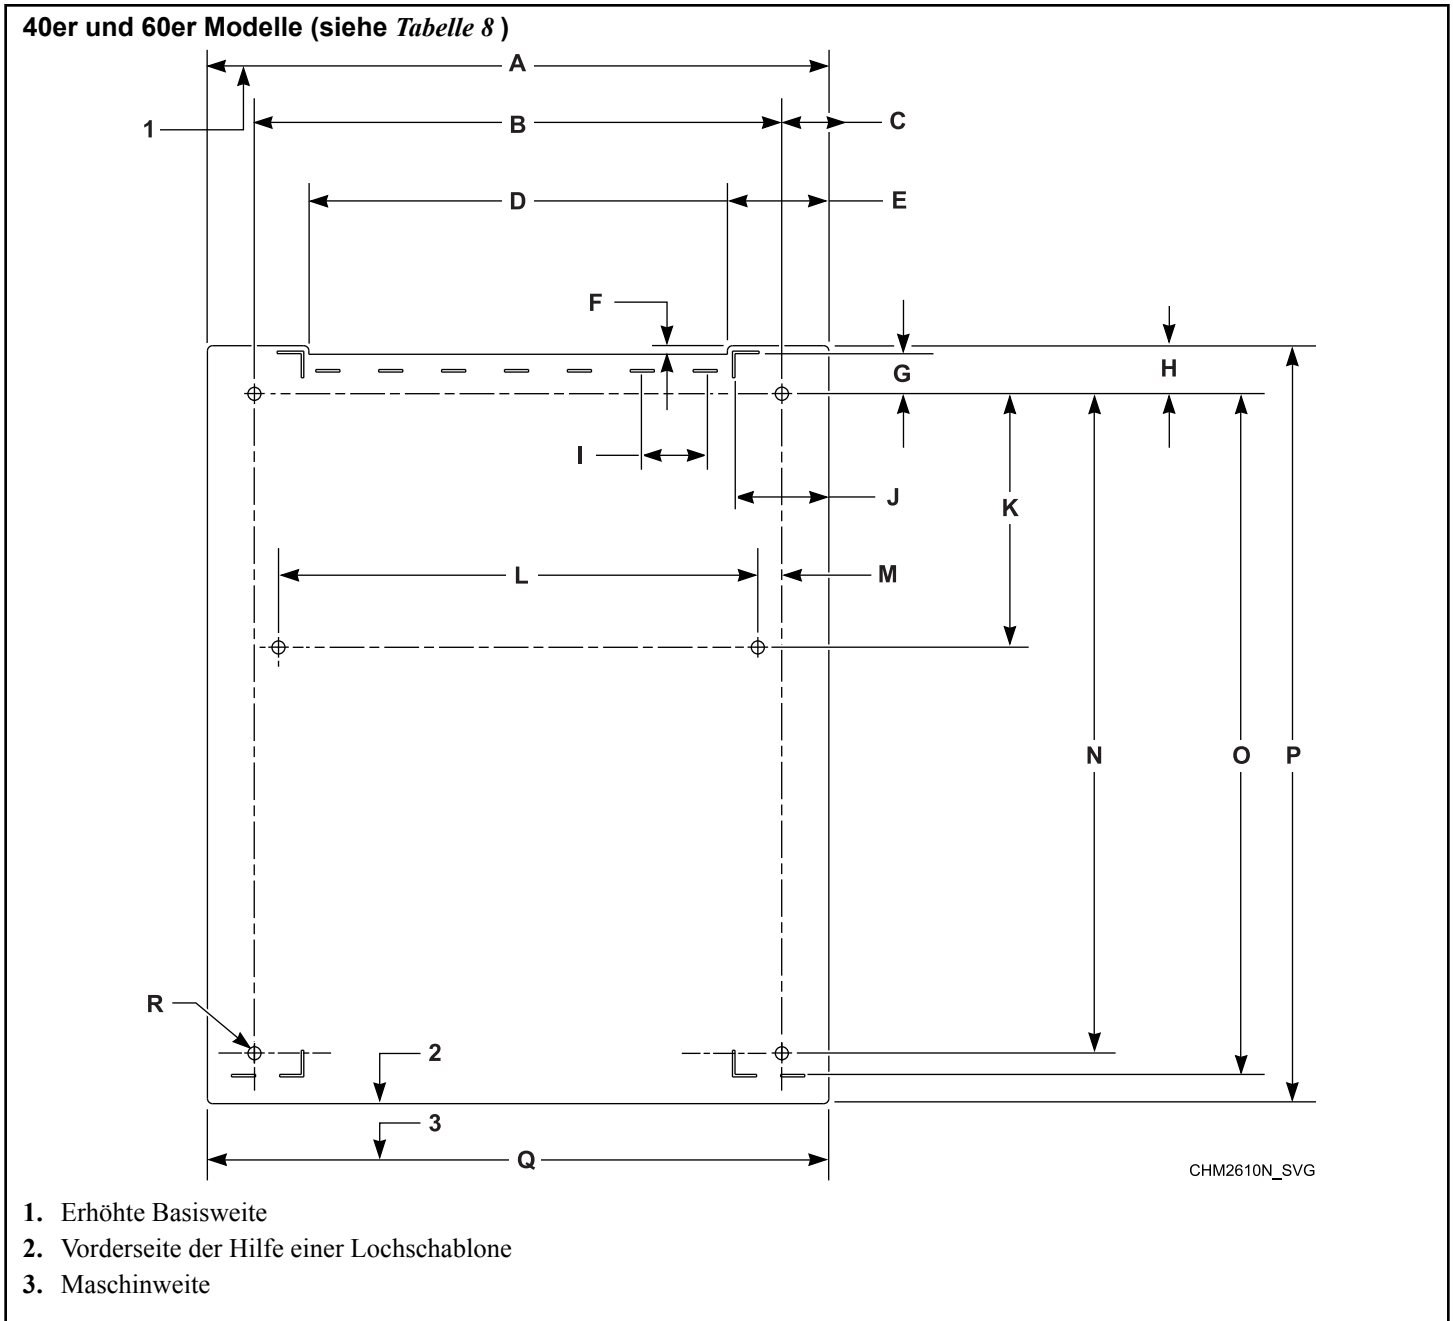 40er und 60er Modelle (siehe Tabelle 8 )
A
1
B
C
D
E
F
G
H
I
J
K
L
M
N
O
P
R
2
3
Q
CHM2610N_SVG
1. Erhöhte Basisweite
2. Vorderseite der Hilfe einer Lochschablone
3. Maschinweite